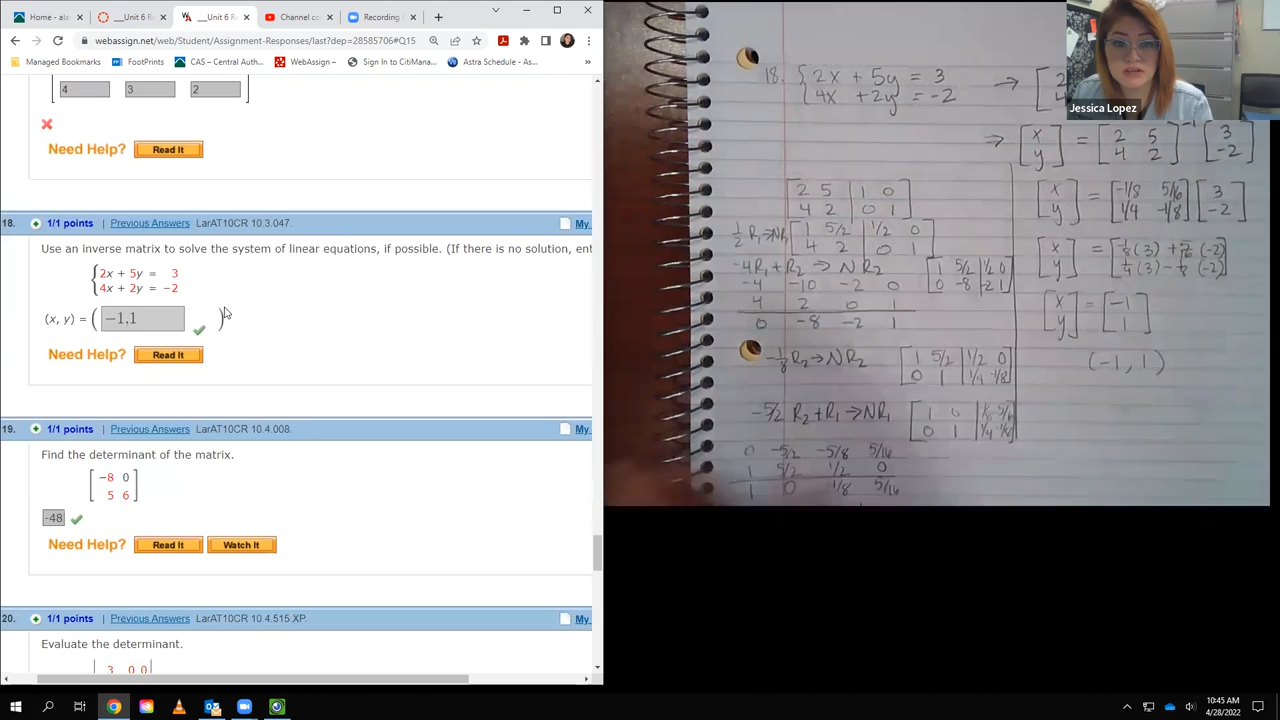 Home - ala
__Unit 6 R
__Unit 6 R
Channel co
Recording
webassign.net/web/Student/Assignment-Responses/last?dep=28585706#Q15
Managed Bookmarks FootPrints CAS – Central Auth... WebAssign –... Sign In to CitiMana... Astra Schedule - As...
4 3 2
Need Help? Read It
18. 1/1 points Previous Answers LarAT10CR 10.3.047. My
Use an inverse matrix to solve the system of linear equations, if possible. (If there is no solution, ent
2x + 5y = 3
4x + 2y = −2
(x, y) = ( −1,1 )
Need Help? Read It
19. 1/1 points Previous Answers LarAT10CR 10.4.008. My
Find the determinant of the matrix.
−8 0
5 6
-48
Need Help? Read It Watch It
20. 1/1 points Previous Answers LarAT10CR 10.4.515.XP. My
Evaluate the determinant.
3 0 0
18. { 2x + 5y = 3 → [ 2
4x + 2y = -2 4
→ [ x y ] = [ 2 5 4 2 ]⁻¹ [ 3 -2 ]
[ 2 5 | 1 0 ]
[ 4 2 | 0 1 ]
½ R₁→NR₁ [ 1 5/2 | 1/2 0 ]
[ 4 2 | 0 1 ]
-4R₁+R₂ → NR₂ [ 1 5/2 | 1/2 0 ]
[ 0 -8 | -2 1 ]
-4 -10 -2 0
4 2 0 1
0 -8 -2 1
-⅛R₂→NR₂ [ 1 5/2 | 1/2 0 ]
[ 0 1 | 1/4 -1/8 ]
-5/2 R₂+R₁→NR₁
0 -5/2 -5/8 5/16
1 5/2 1/2 0
1 0 1/8 5/16
[ x y ] = [ -1 1 ]
(-1, 1)
Jessica Lopez
10:45 AM
4/28/2022